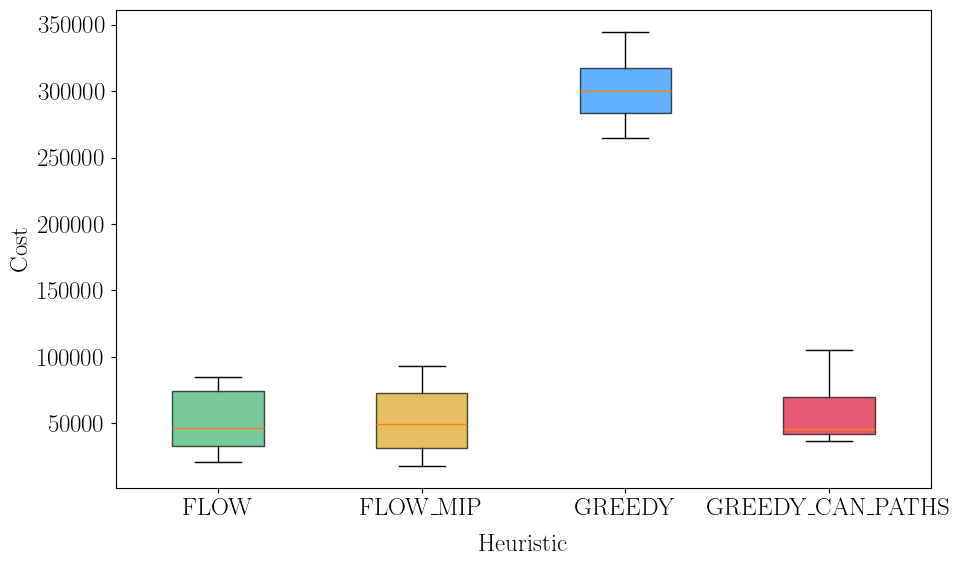 350000
300000
250000
200000
150000
100000
50000
Cost
FLOW
FLOW_MIP
GREEDY
GREEDY_CAN_PATHS
Heuristic